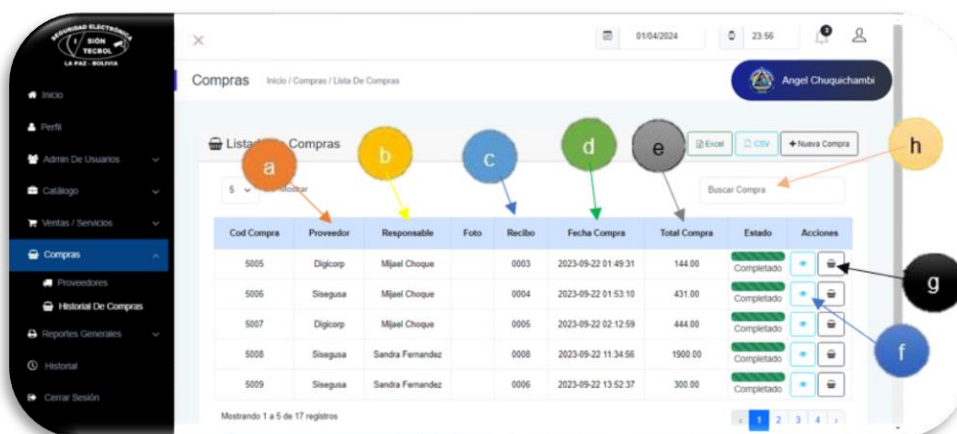 SEGURIDAD ELECTRÓNICA
SIÓN
TECBOL
LA PAZ - BOLIVIA
01/04/2024
23:56
Compras
Inicio / Compras / Lista De Compras
Angel Chuquichambi
Inicio
Perfil
Admin De Usuarios
Catálogo
Ventas / Servicios
Compras
Proveedores
Historial De Compras
Reportes Generales
Historial
Cerrar Sesión
Compras
Excel
CSV
+ Nueva Compra
a
b
c
d
e
h
5
Buscar Compra
Cod Compra Proveedor Responsable Foto Recibo Fecha Compra Total Compra Estado Acciones
5005 Digicorp Mijael Choque 0003 2023-09-22 01:49:31 144.00 Completado
5006 Sisegusa Mijael Choque 0004 2023-09-22 01:53:10 431.00 Completado
5007 Digicorp Mijael Choque 0005 2023-09-22 02:12:59 444.00 Completado
5008 Sisegusa Sandra Fernandez 0008 2023-09-22 11:34:56 1900.00 Completado
5009 Sisegusa Sandra Fernandez 0006 2023-09-22 13:52:37 300.00 Completado
g
f
Mostrando 1 a 5 de 17 registros
‹ 1 2 3 4 ›